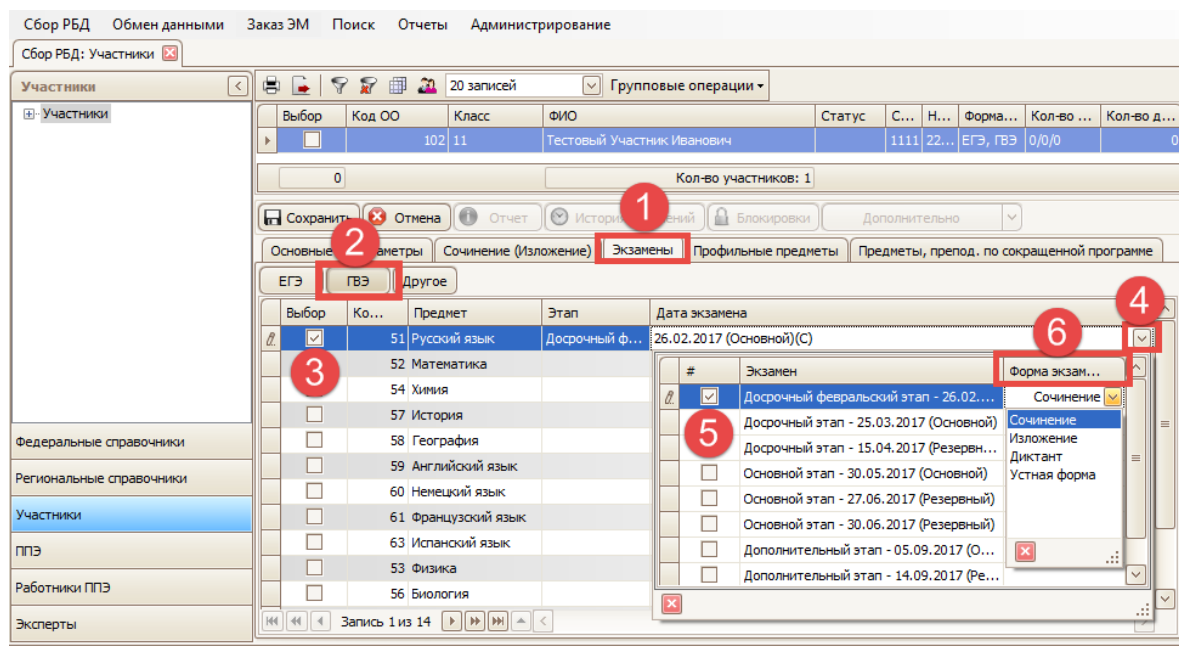 Сбор РБД Обмен данными Заказ ЭМ Поиск Отчеты Администрирование
Сбор РБД: Участники
Участники
20 записей Групповые операции
Участники
Выбор Код ОО Класс ФИО Статус С... Н... Форма... Кол-во ... Кол-во д...
102 11 Тестовый Участник Иванович 1111 22... ЕГЭ, ГВЭ 0/0/0 0
0 Кол-во участников: 1
1
Сохранить Отмена Отчет Блокировки Дополнительно
2
Основные Сочинение (Изложение) Экзамены Профильные предметы Предметы, препод. по сокращенной программе
ЕГЭ ГВЭ Другое
4
Выбор Ко... Предмет Этап Дата экзамена
6
51 Русский язык Досрочный ф... 26.02.2017 (Основной)(С)
3
52 Математика
# Экзамен Форма экзам...
54 Химия
Досрочный февральский этап - 26.02.... Сочинение
57 История
5
Досрочный этап - 25.03.2017 (Основной) Сочинение
58 География
Досрочный этап - 15.04.2017 (Резервн... Изложение
Диктант
59 Английский язык
Основной этап - 30.05.2017 (Основной) Устная форма
60 Немецкий язык
Основной этап - 27.06.2017 (Резервный)
61 Французский язык
Основной этап - 30.06.2017 (Резервный)
63 Испанский язык
Дополнительный этап - 05.09.2017 (О...
53 Физика
Дополнительный этап - 14.09.2017 (Ре...
56 Биология
Запись 1 из 14
Федеральные справочники
Региональные справочники
Участники
ППЭ
Работники ППЭ
Эксперты